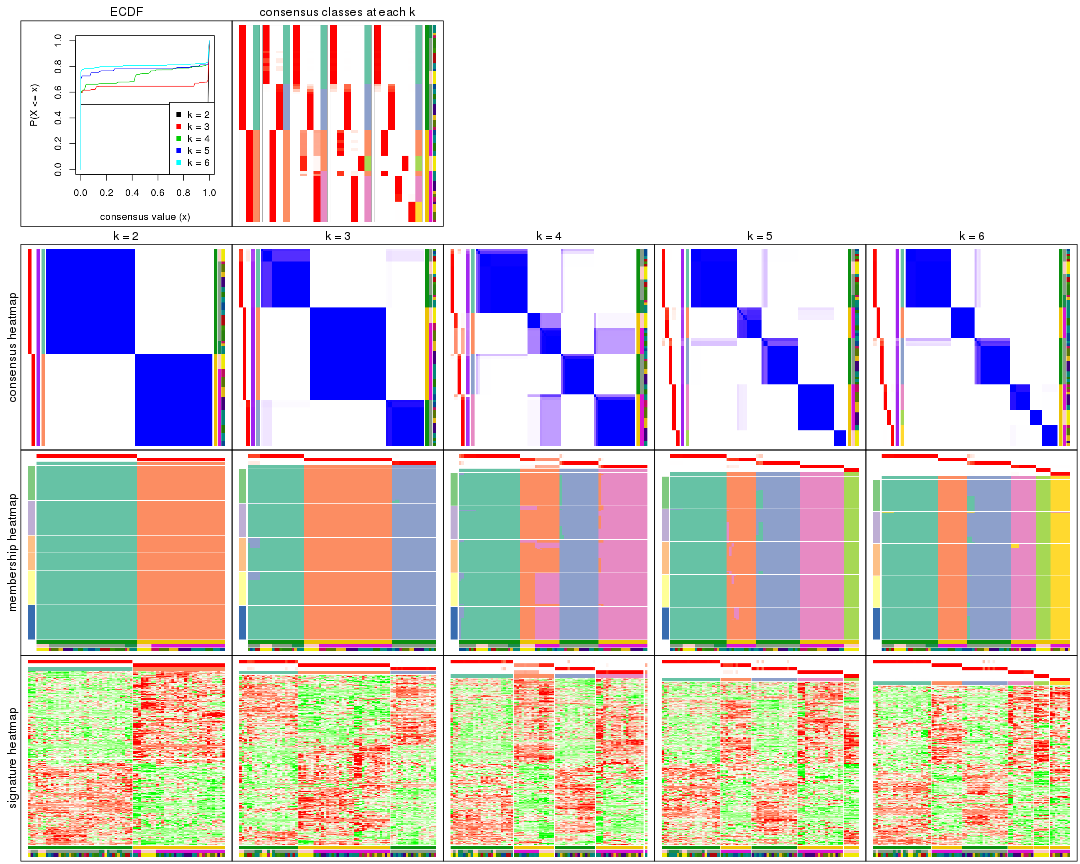 ECDF
consensus classes at each k
P(X <= x)
0.0 0.2 0.4 0.6 0.8 1.0
k = 2
k = 3
k = 4
k = 5
k = 6
0.0 0.2 0.4 0.6 0.8 1.0
consensus value (x)
k = 2 k = 3 k = 4 k = 5 k = 6
consensus heatmap
membership heatmap
signature heatmap